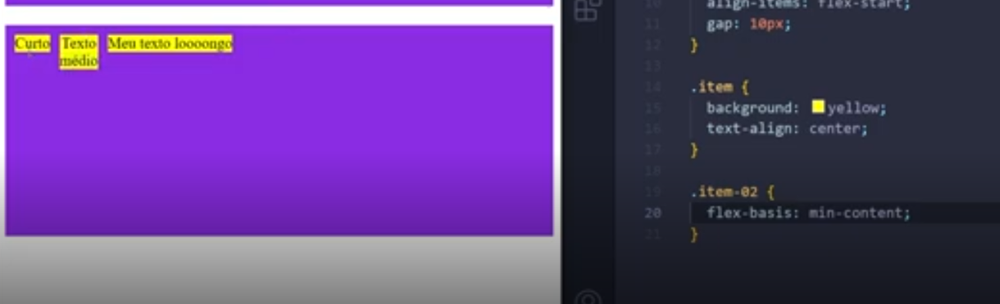 Curto Texto médio Meu texto loooongo
10 align-items: flex-start;
11 gap: 10px;
12 }
13
14 .item {
15 background: yellow;
16 text-align: center;
17 }
18
19 .item-02 {
20 flex-basis: min-content;
21 }